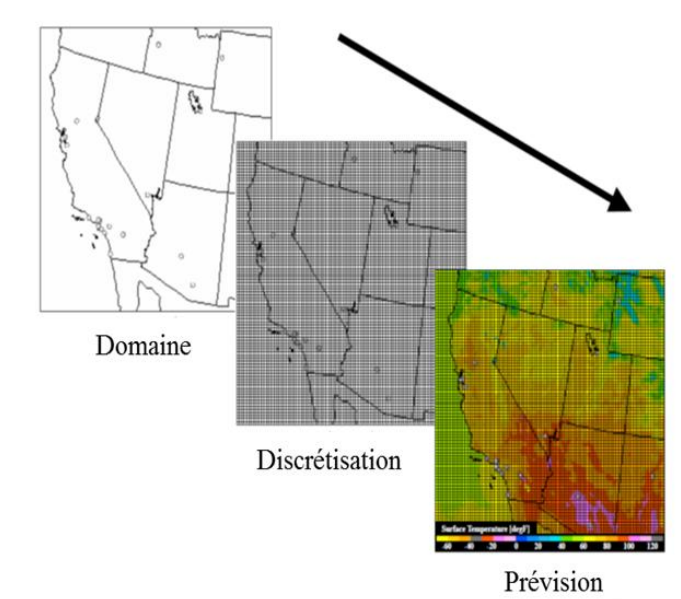 Domaine
Discrétisation
Surface Temperature [degF]
-60 -40 -20 0 20 40 60 80 100 120
Prévision